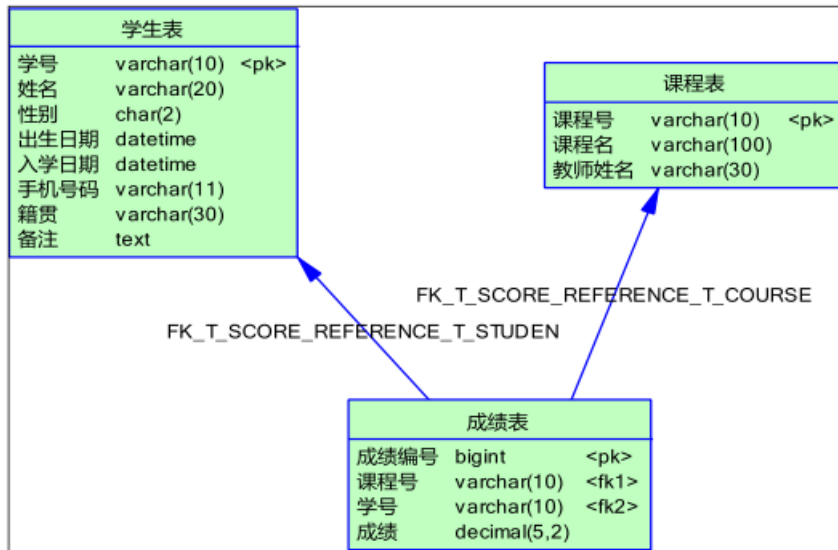 学生表
学号 varchar(10) <pk>
姓名 varchar(20)
性别 char(2)
出生日期 datetime
入学日期 datetime
手机号码 varchar(11)
籍贯 varchar(30)
备注 text
课程表
课程号 varchar(10) <pk>
课程名 varchar(100)
教师姓名 varchar(30)
FK_T_SCORE_REFERENCE_T_COURSE
FK_T_SCORE_REFERENCE_T_STUDEN
成绩表
成绩编号 bigint <pk>
课程号 varchar(10) <fk1>
学号 varchar(10) <fk2>
成绩 decimal(5,2)